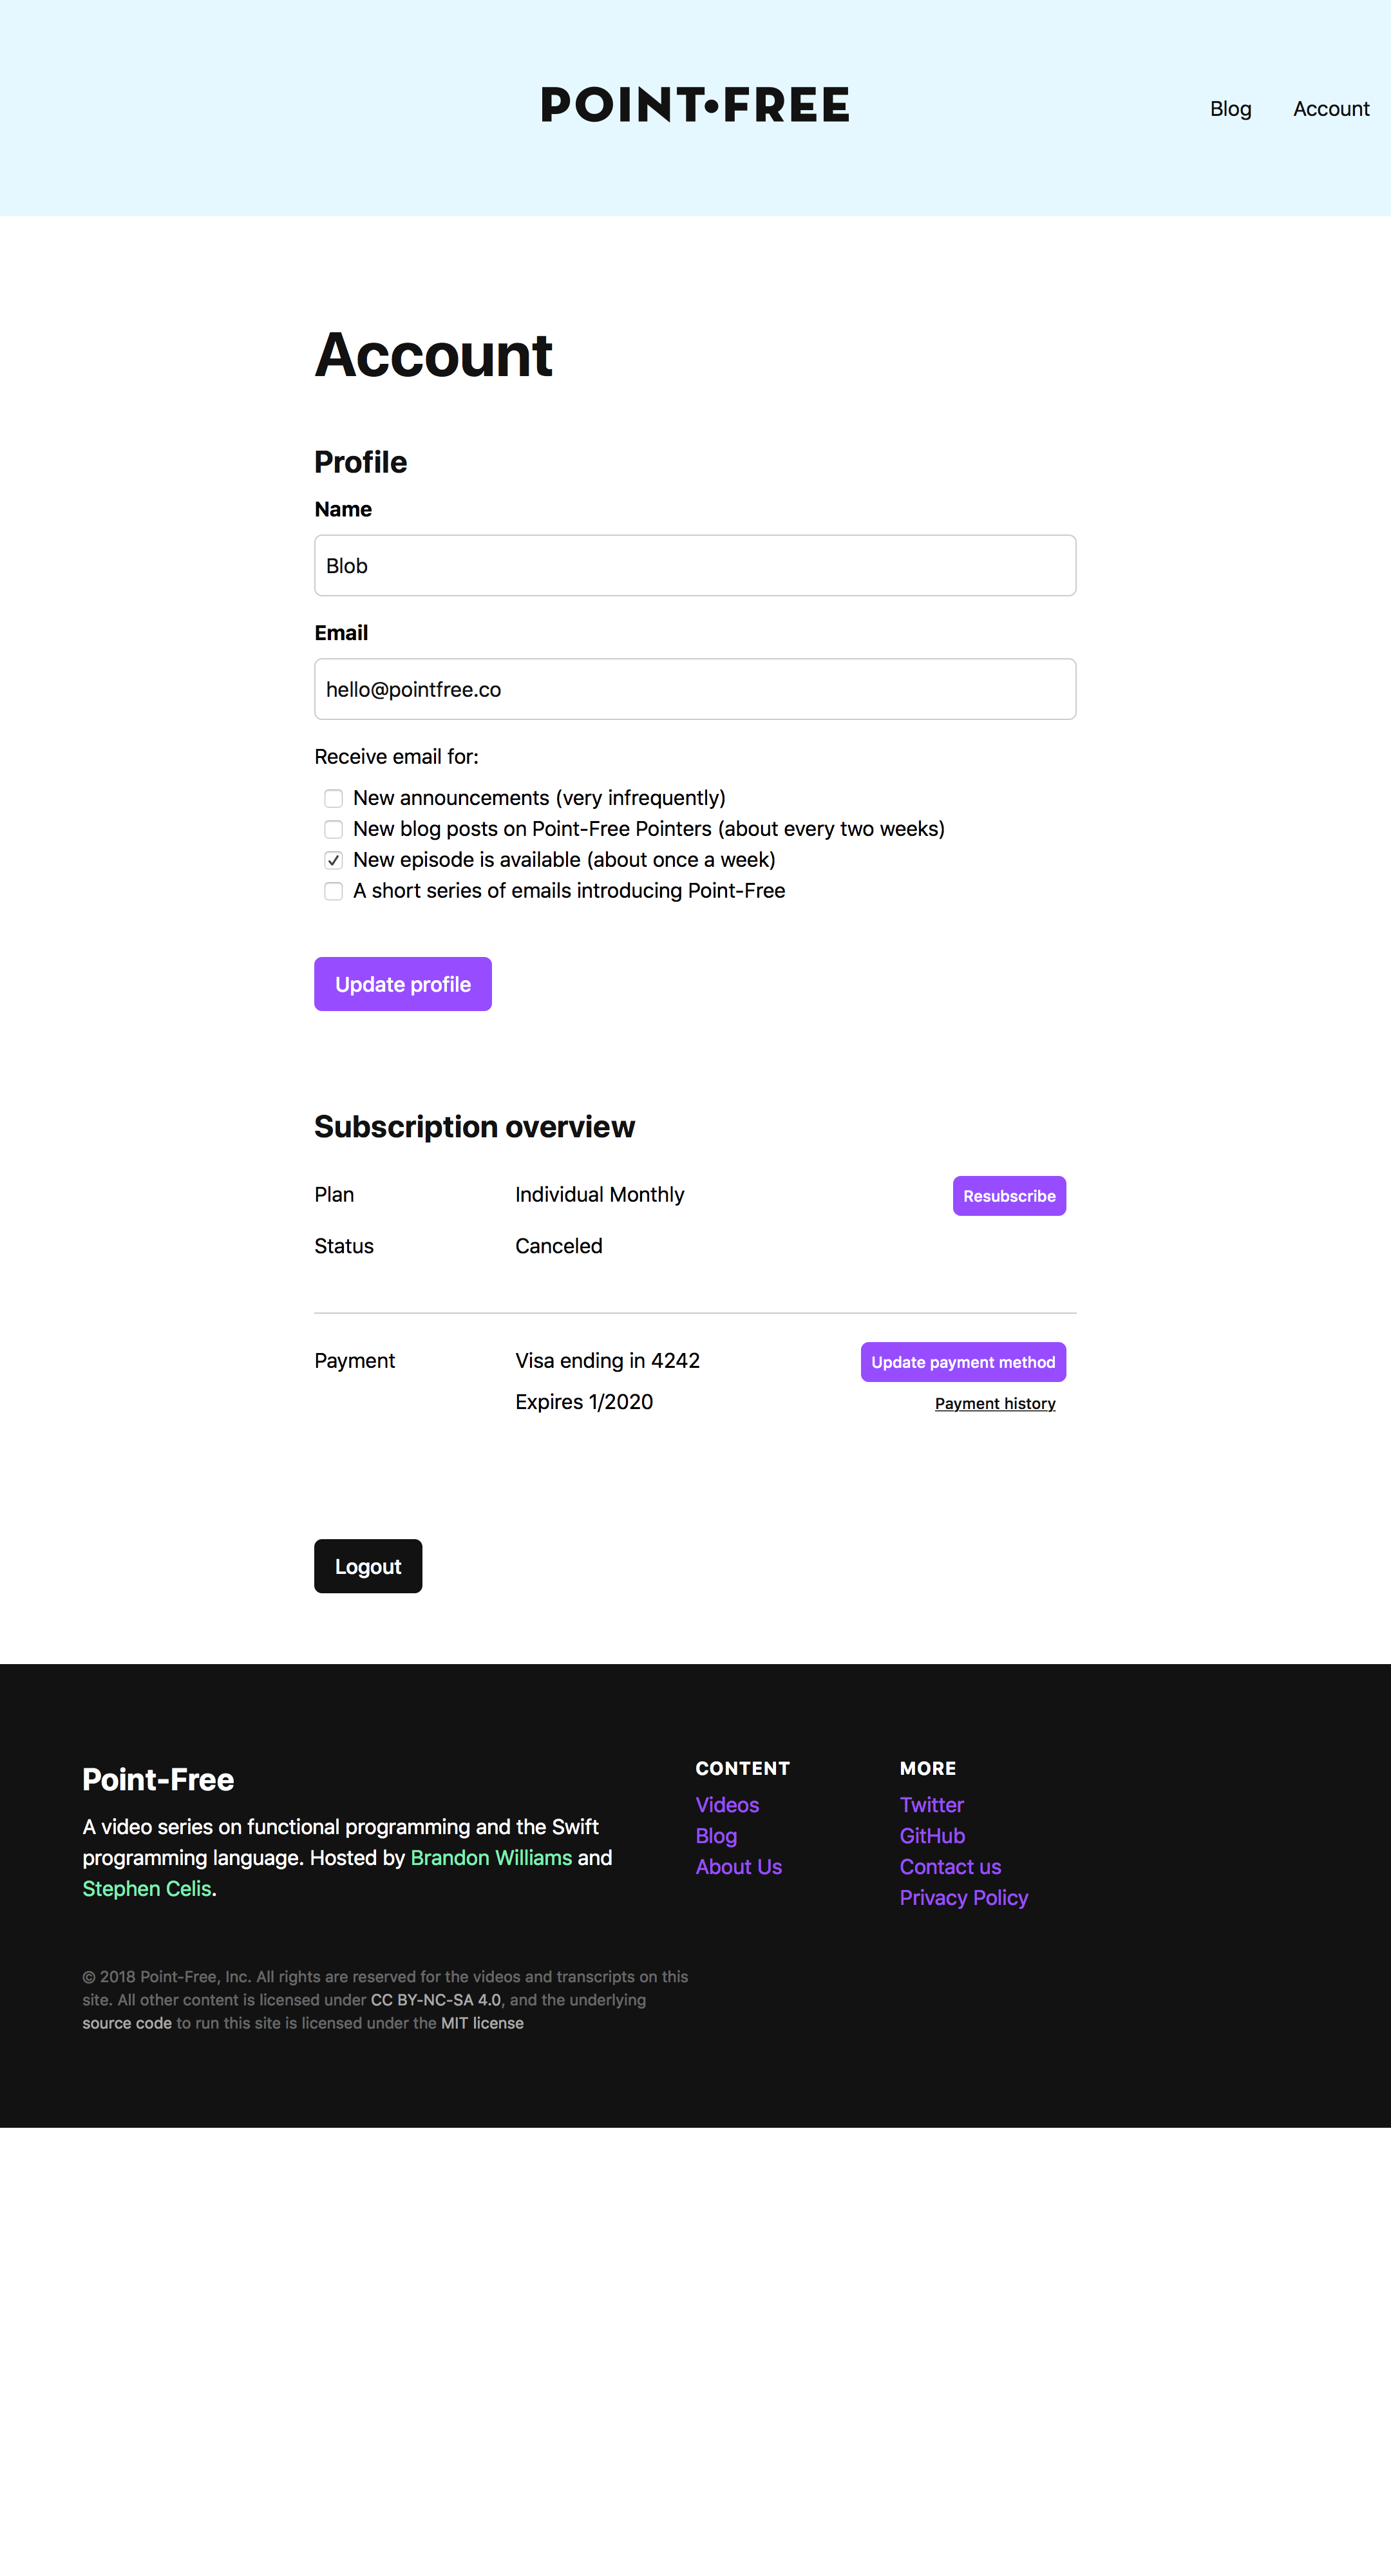 POINT•FREE
Blog
Account
Account
Profile
Name
Blob
Email
hello@pointfree.co
Receive email for:
New announcements (very infrequently)
New blog posts on Point-Free Pointers (about every two weeks)
New episode is available (about once a week)
A short series of emails introducing Point-Free
Update profile
Subscription overview
Plan
Individual Monthly
Resubscribe
Status
Canceled
Payment
Visa ending in 4242
Update payment method
Expires 1/2020
Payment history
Logout
Point-Free
A video series on functional programming and the Swift
programming language. Hosted by Brandon Williams and
Stephen Celis.
CONTENT
Videos
Blog
About Us
MORE
Twitter
GitHub
Contact us
Privacy Policy
© 2018 Point-Free, Inc. All rights are reserved for the videos and transcripts on this
site. All other content is licensed under CC BY-NC-SA 4.0, and the underlying
source code to run this site is licensed under the MIT license